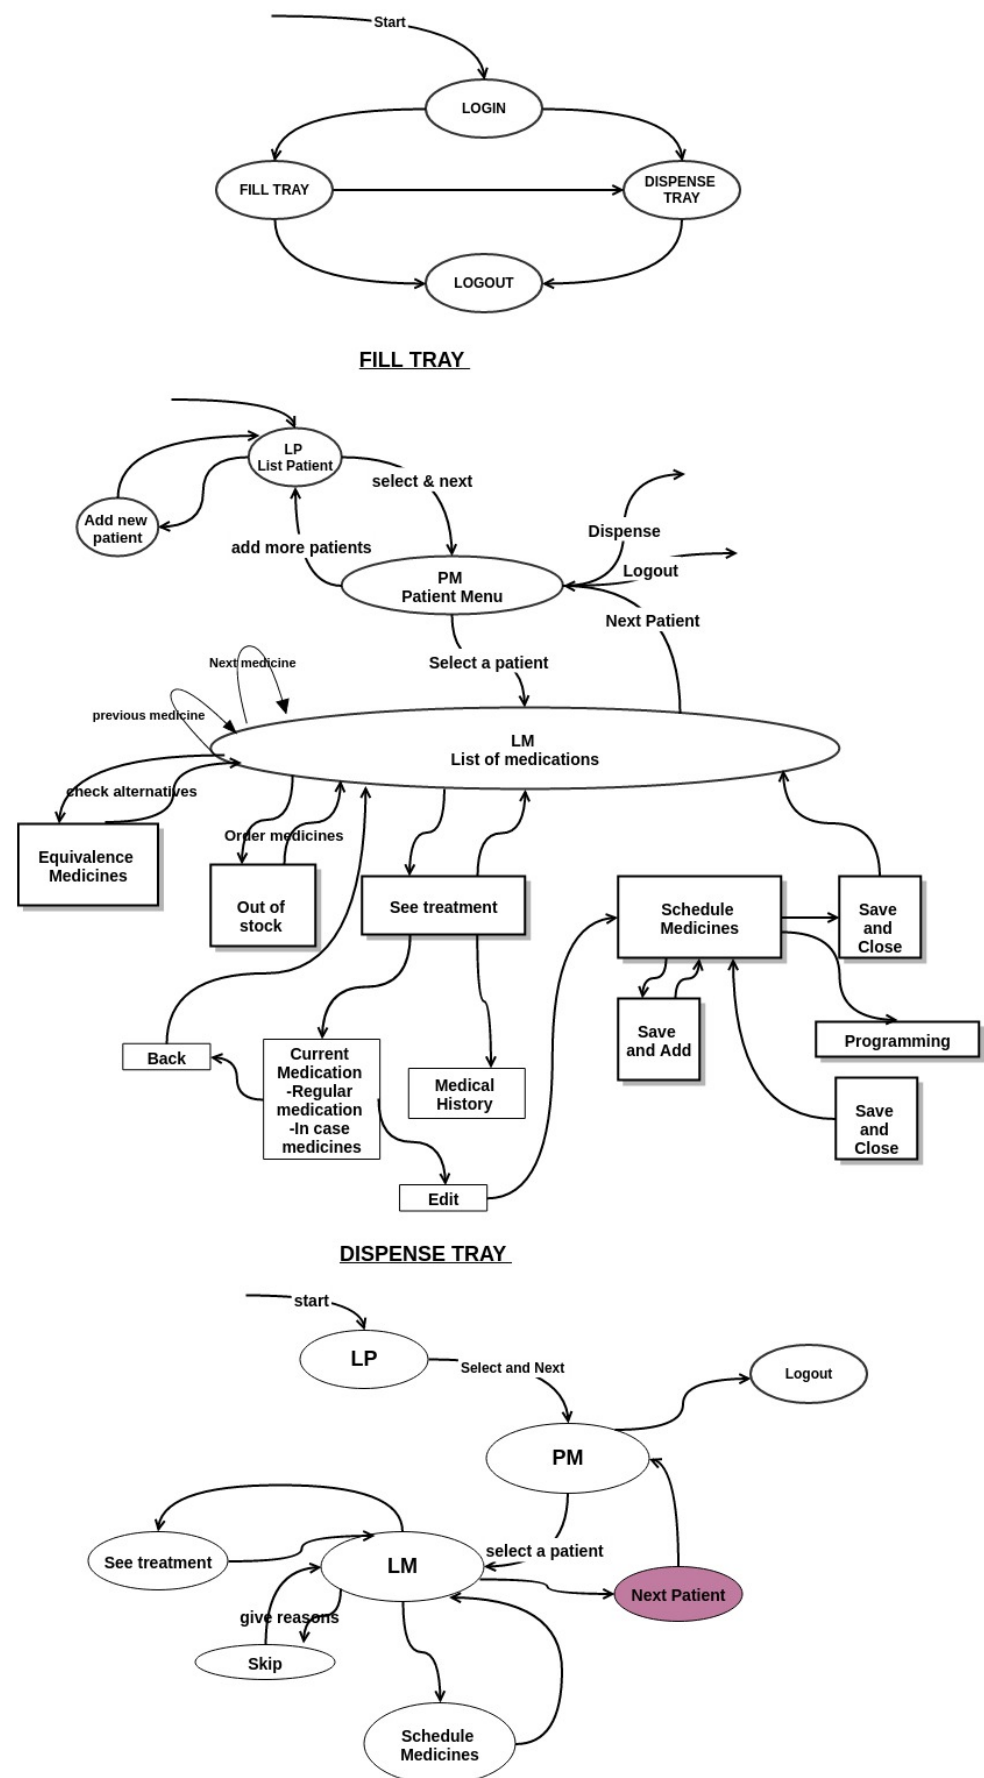 Start
LOGIN
FILL TRAY
DISPENSE
TRAY
LOGOUT
FILL TRAY
LP
List Patient
select & next
Add new
patient
add more patients
Dispense
Logout
PM
Patient Menu
Next Patient
Select a patient
Next medicine
previous medicine
LM
List of medications
check alternatives
Order medicines
Equivalence
Medicines
Out of
stock
See treatment
Schedule
Medicines
Save
and
Close
Save
and Add
Programming
Back
Current
Medication
-Regular
medication
-In case
medicines
Medical
History
Save
and
Close
Edit
DISPENSE TRAY
start
LP
Select and Next
Logout
PM
select a patient
See treatment
LM
Next Patient
give reasons
Skip
Schedule
Medicines